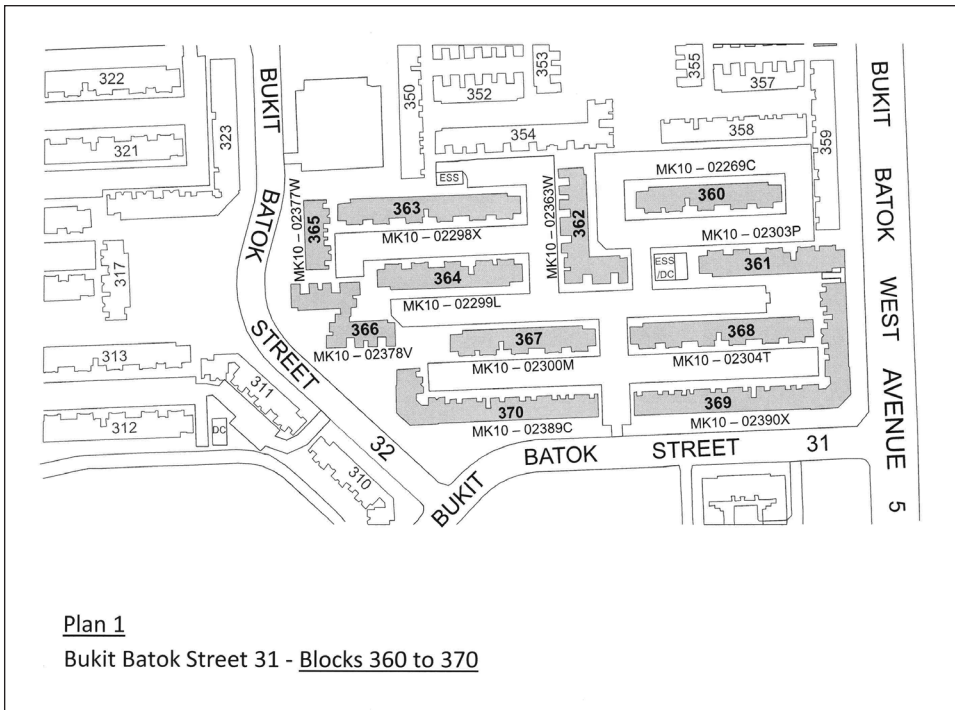 322
321
323
317
313
312
311
310
DC
350
352
353
354
355
357
358
359
ESS
MK10 – 02269C
360
MK10 – 02303P
361
ESS
/DC
MK10 – 02363W
362
363
MK10 – 02298X
MK10 – 02377W
365
364
MK10 – 02299L
366
MK10 – 02378V
367
MK10 – 02300M
368
MK10 – 02304T
369
MK10 – 02390X
370
MK10 – 02389C
BUKIT BATOK STREET 32
BUKIT BATOK STREET 31
BUKIT BATOK WEST AVENUE 5
Plan 1
Bukit Batok Street 31 - Blocks 360 to 370